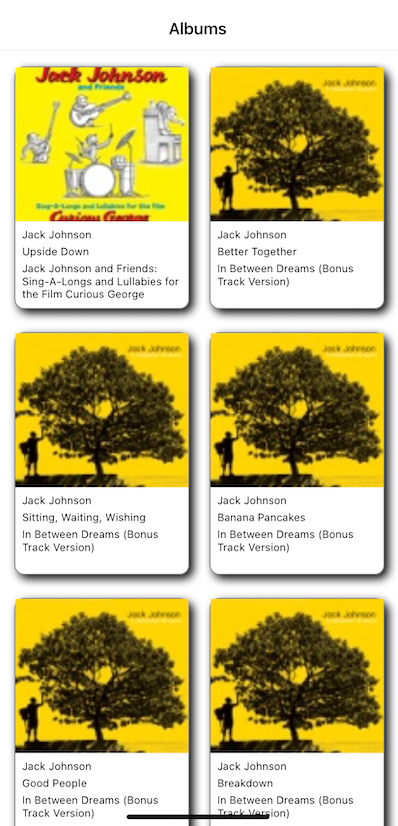 Albums
Jack Johnson
and Friends
Sing-A-Longs and Lullabies for the film
Curious George
Jack Johnson
Upside Down
Jack Johnson and Friends:
Sing-A-Longs and Lullabies for
the Film Curious George
Jack Johnson
Jack Johnson
Better Together
In Between Dreams (Bonus
Track Version)
Jack Johnson
Jack Johnson
Sitting, Waiting, Wishing
In Between Dreams (Bonus
Track Version)
Jack Johnson
Jack Johnson
Banana Pancakes
In Between Dreams (Bonus
Track Version)
Jack Johnson
Jack Johnson
Good People
In Between Dreams (Bonus
Track Version)
Jack Johnson
Jack Johnson
Breakdown
In Between Dreams (Bonus
Track Version)